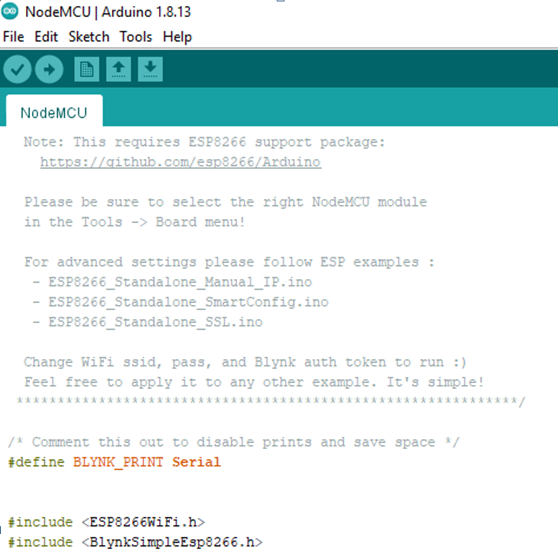 NodeMCU | Arduino 1.8.13
File Edit Sketch Tools Help
NodeMCU
Note: This requires ESP8266 support package:
https://github.com/esp8266/Arduino
Please be sure to select the right NodeMCU module
in the Tools -> Board menu!
For advanced settings please follow ESP examples :
- ESP8266_Standalone_Manual_IP.ino
- ESP8266_Standalone_SmartConfig.ino
- ESP8266_Standalone_SSL.ino
Change WiFi ssid, pass, and Blynk auth token to run :)
Feel free to apply it to any other example. It's simple!
*************************************************************/
/* Comment this out to disable prints and save space */
#define BLYNK_PRINT Serial
#include <ESP8266WiFi.h>
#include <BlynkSimpleEsp8266.h>